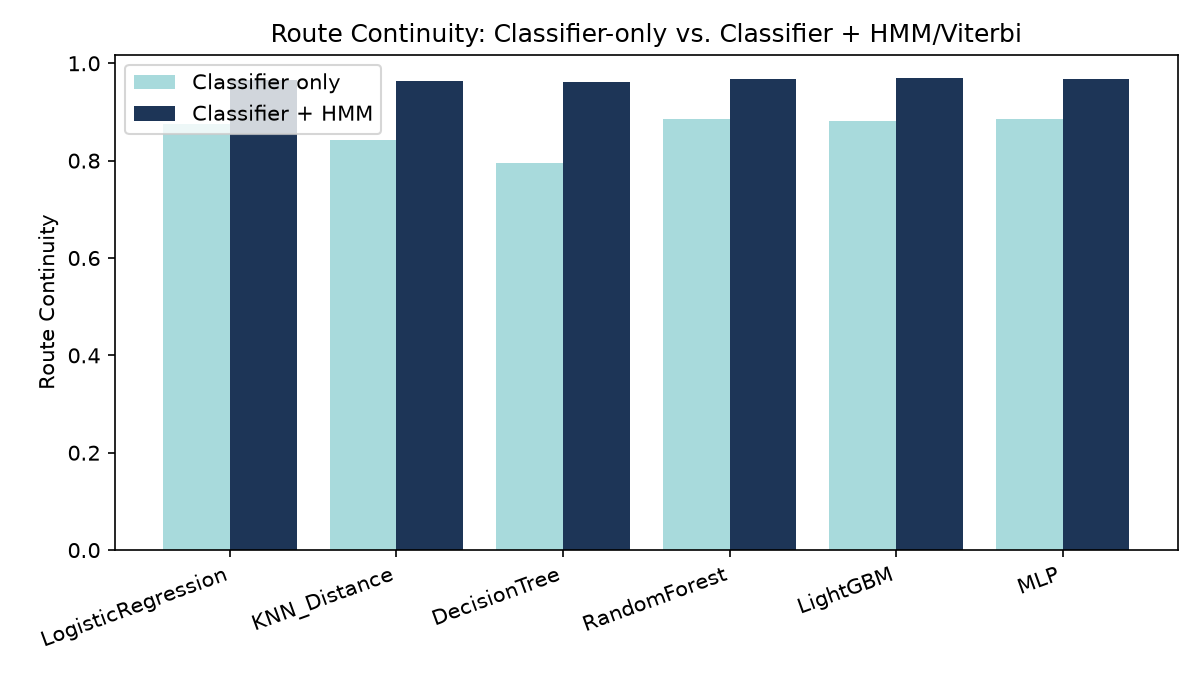 Route Continuity: Classifier-only vs. Classifier + HMM/Viterbi
Classifier only
Classifier + HMM
Route Continuity
1.0
0.8
0.6
0.4
0.2
0.0
LogisticRegression
KNN_Distance
DecisionTree
RandomForest
LightGBM
MLP